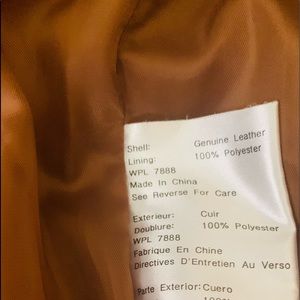 Shell: Genuine Leather
Lining: 100% Polyester
WPL 7888
Made In China
See Reverse For Care
Exterieur: Cuir
Doublure: 100% Polyester
WPL 7888
Fabrique En Chine
Directives D'Entretien Au Verso
Parte Exterior: Cuero